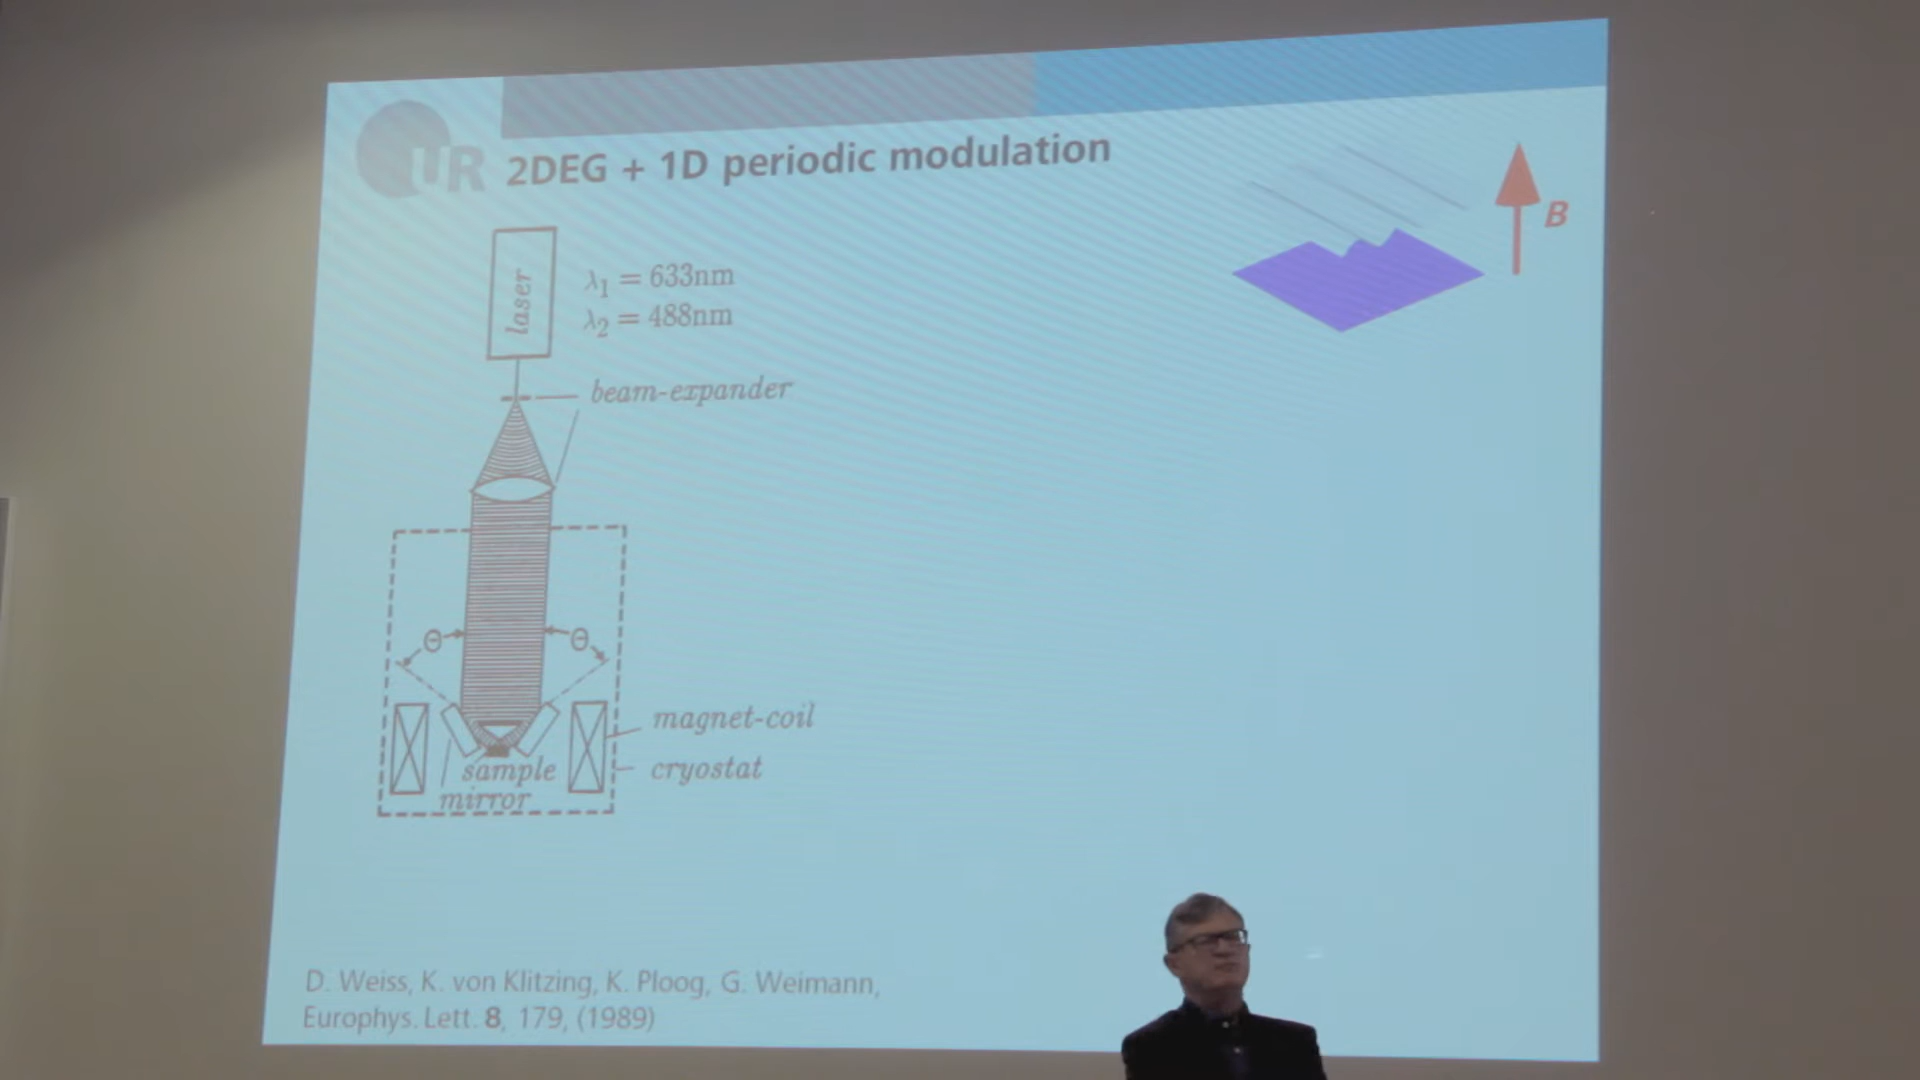 UR
2DEG + 1D periodic modulation
B
laser
λ1 = 633nm
λ2 = 488nm
beam-expander
Θ Θ
magnet-coil
cryostat
sample
mirror
D. Weiss, K. von Klitzing, K. Ploog, G. Weimann,
Europhys. Lett. 8, 179, (1989)